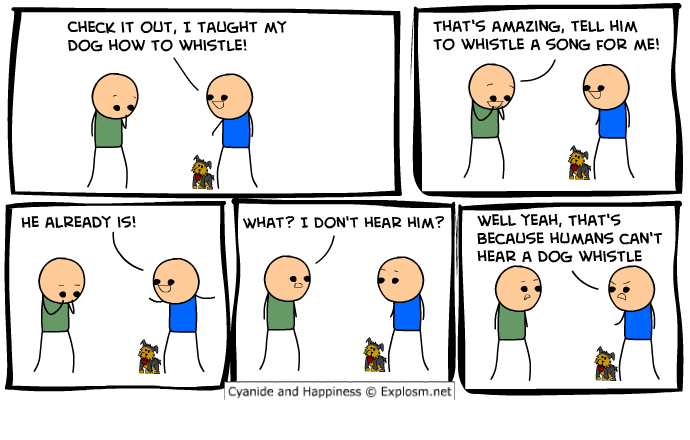 CHECK IT OUT, I TAUGHT MY
DOG HOW TO WHISTLE!
THAT'S AMAZING, TELL HIM
TO WHISTLE A SONG FOR ME!
HE ALREADY IS!
WHAT? I DON'T HEAR HIM?
WELL YEAH, THAT'S
BECAUSE HUMANS CAN'T
HEAR A DOG WHISTLE
Cyanide and Happiness © Explosm.net